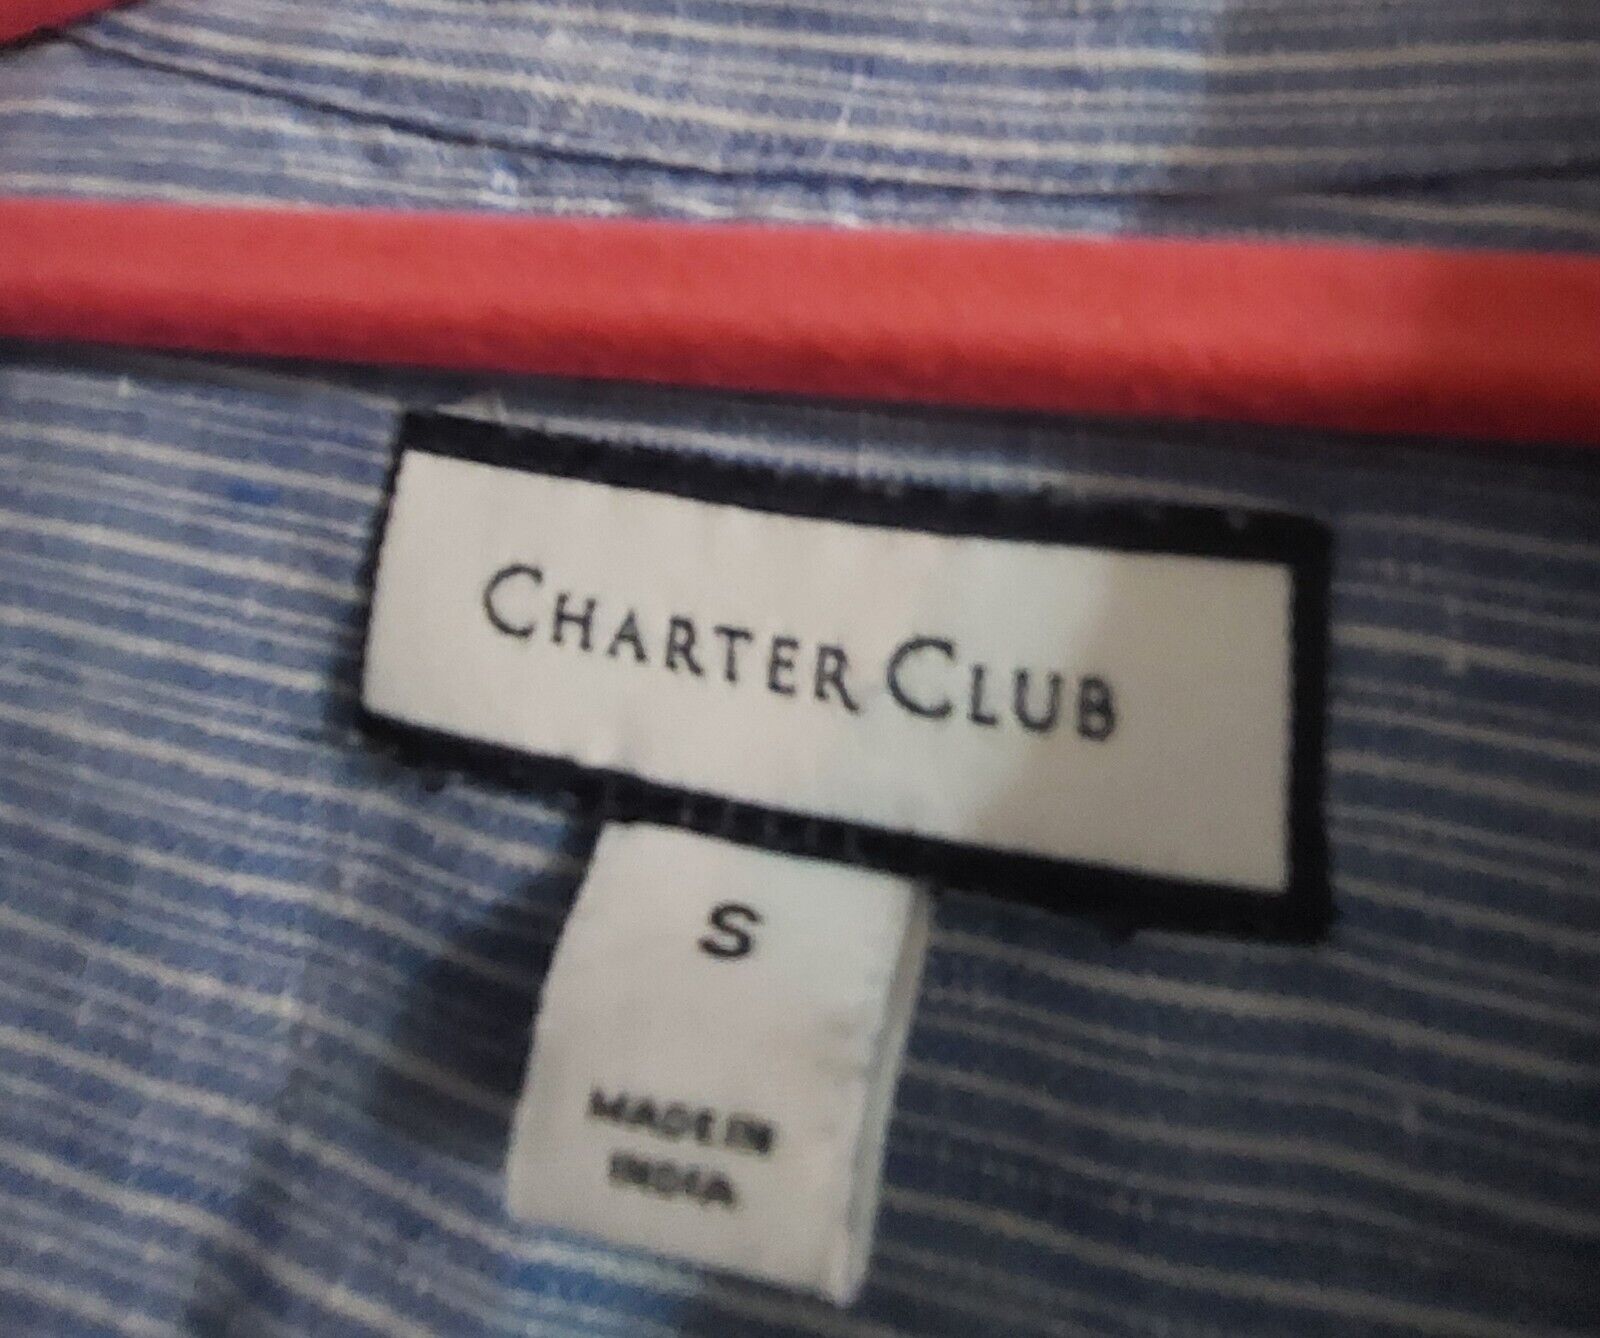 CHARTER CLUB
S
MADE IN
INDIA